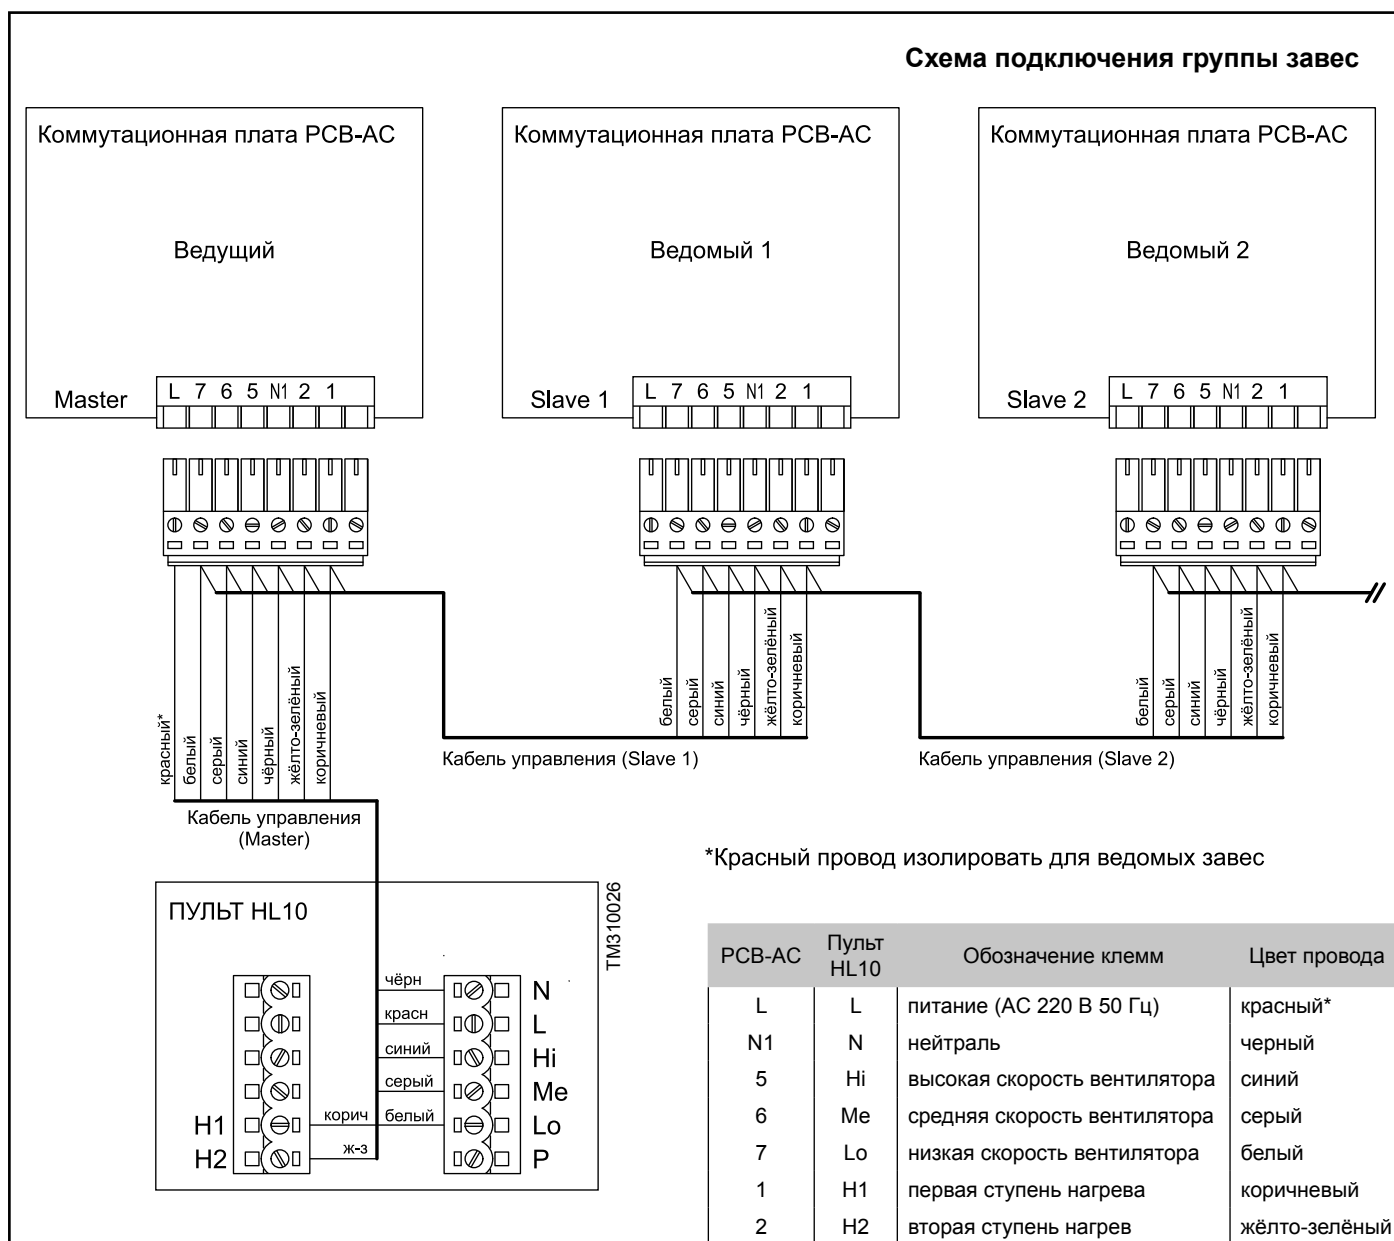 Схема подключения группы завес
Коммутационная плата PCB-AC
Ведущий
Master
L 7 6 5 N1 2 1
Коммутационная плата PCB-AC
Ведомый 1
Slave 1
L 7 6 5 N1 2 1
Коммутационная плата PCB-AC
Ведомый 2
Slave 2
L 7 6 5 N1 2 1
красный*
белый
серый
синий
чёрный
жёлто-зелёный
коричневый
белый
серый
синий
чёрный
жёлто-зелёный
коричневый
белый
серый
синий
чёрный
жёлто-зелёный
коричневый
Кабель управления (Slave 1)
Кабель управления (Slave 2)
Кабель управления
(Master)
*Красный провод изолировать для ведомых завес
ПУЛЬТ HL10
TM310026
чёрн N
красн L
синий Hi
серый Me
H1 корич белый Lo
H2 ж-з P
PCB-AC Пульт HL10 Обозначение клемм Цвет провода
L L питание (АС 220 В 50 Гц) красный*
N1 N нейтраль черный
5 Hi высокая скорость вентилятора синий
6 Me средняя скорость вентилятора серый
7 Lo низкая скорость вентилятора белый
1 H1 первая ступень нагрева коричневый
2 H2 вторая ступень нагрев жёлто-зелёный